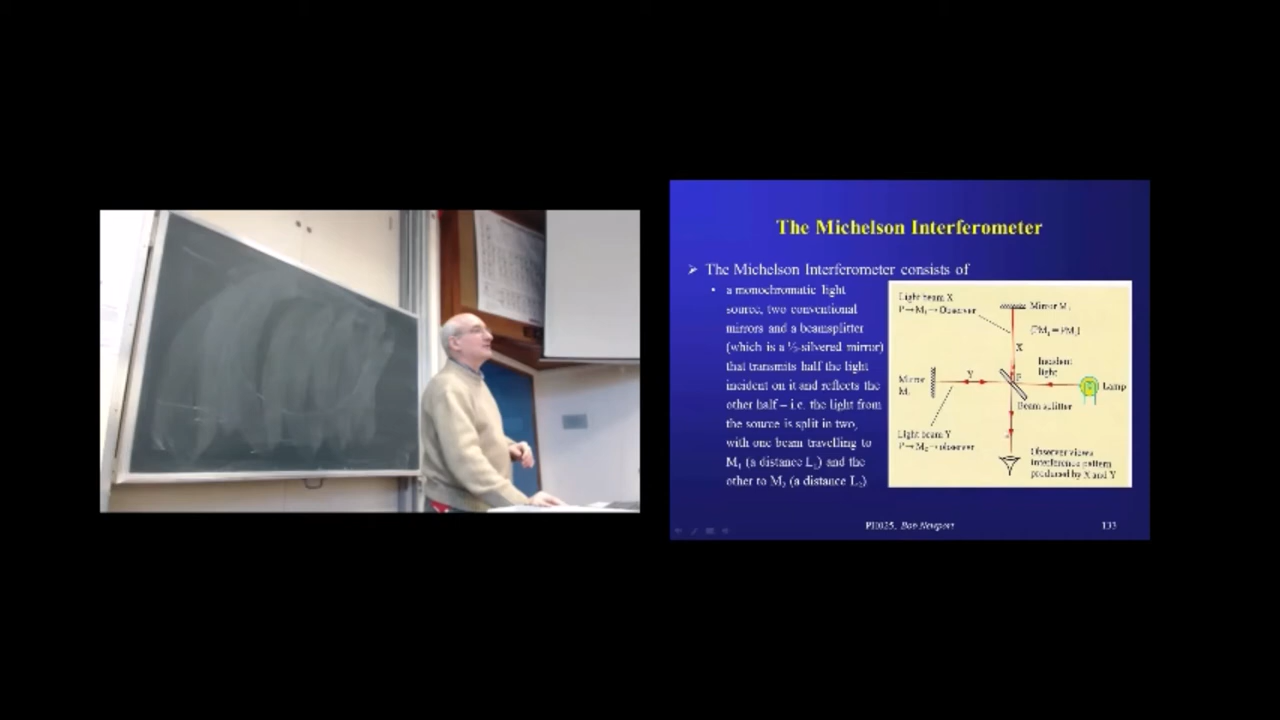 The Michelson Interferometer
➢ The Michelson Interferometer consists of
• a monochromatic light
source, two conventional
mirrors and a beamsplitter
(which is a ½-silvered mirror)
that transmits half the light
incident on it and reflects the
other half – i.e. the light from
the source is split in two,
with one beam travelling to
M₁ (a distance L₁) and the
other to M₂ (a distance L₂)
Light beam X
P→M₁→Observer
Mirror M₁
(PM₁ = PM₂)
X
Incident
light
Mirror
M₂
Y
P
Lamp
Beam splitter
Light beam Y
P→M₂→observer
Observer views
interference pattern
produced by X and Y
PH025, Bob Newport
133